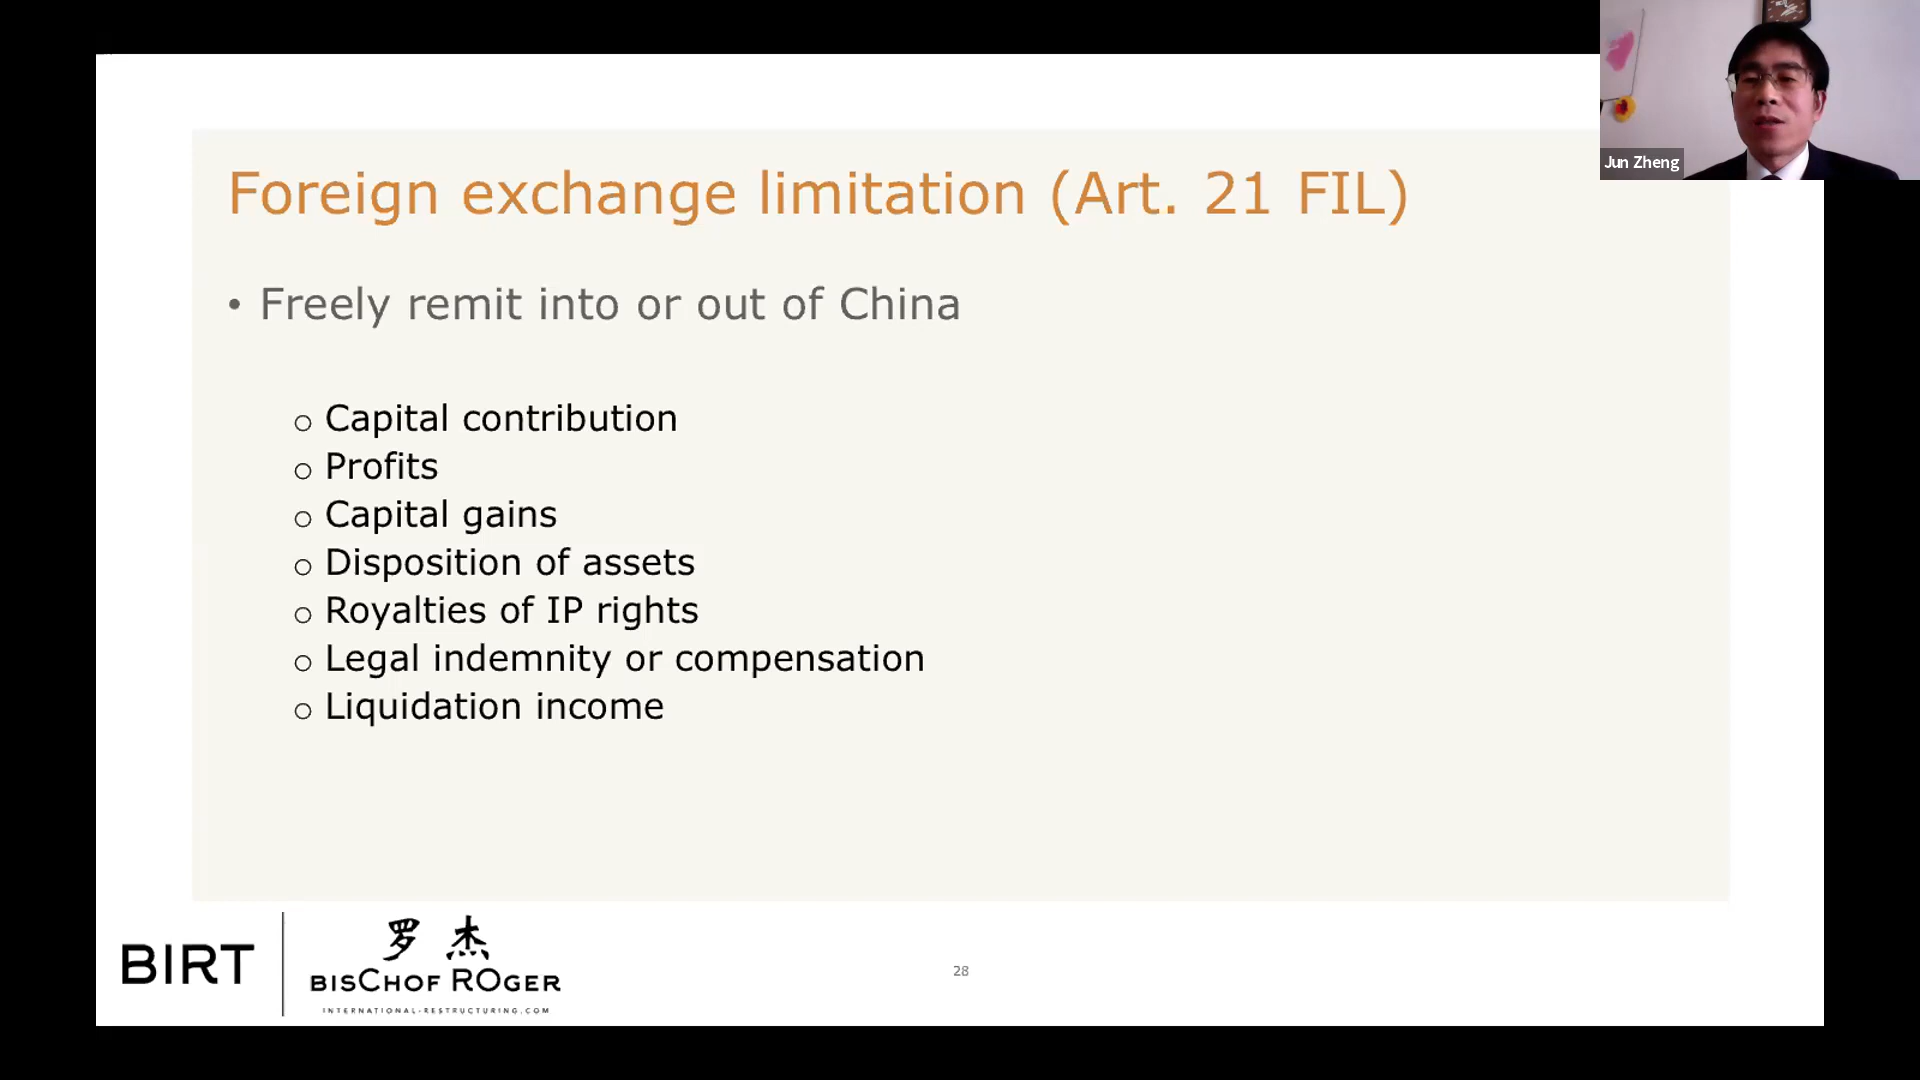 Jun Zheng
Foreign exchange limitation (Art. 21 FIL)
• Freely remit into or out of China
o Capital contribution
o Profits
o Capital gains
o Disposition of assets
o Royalties of IP rights
o Legal indemnity or compensation
o Liquidation income
BIRT
罗 杰
BISCHOF ROGER
INTERNATIONAL-RESTRUCTURING.COM
28